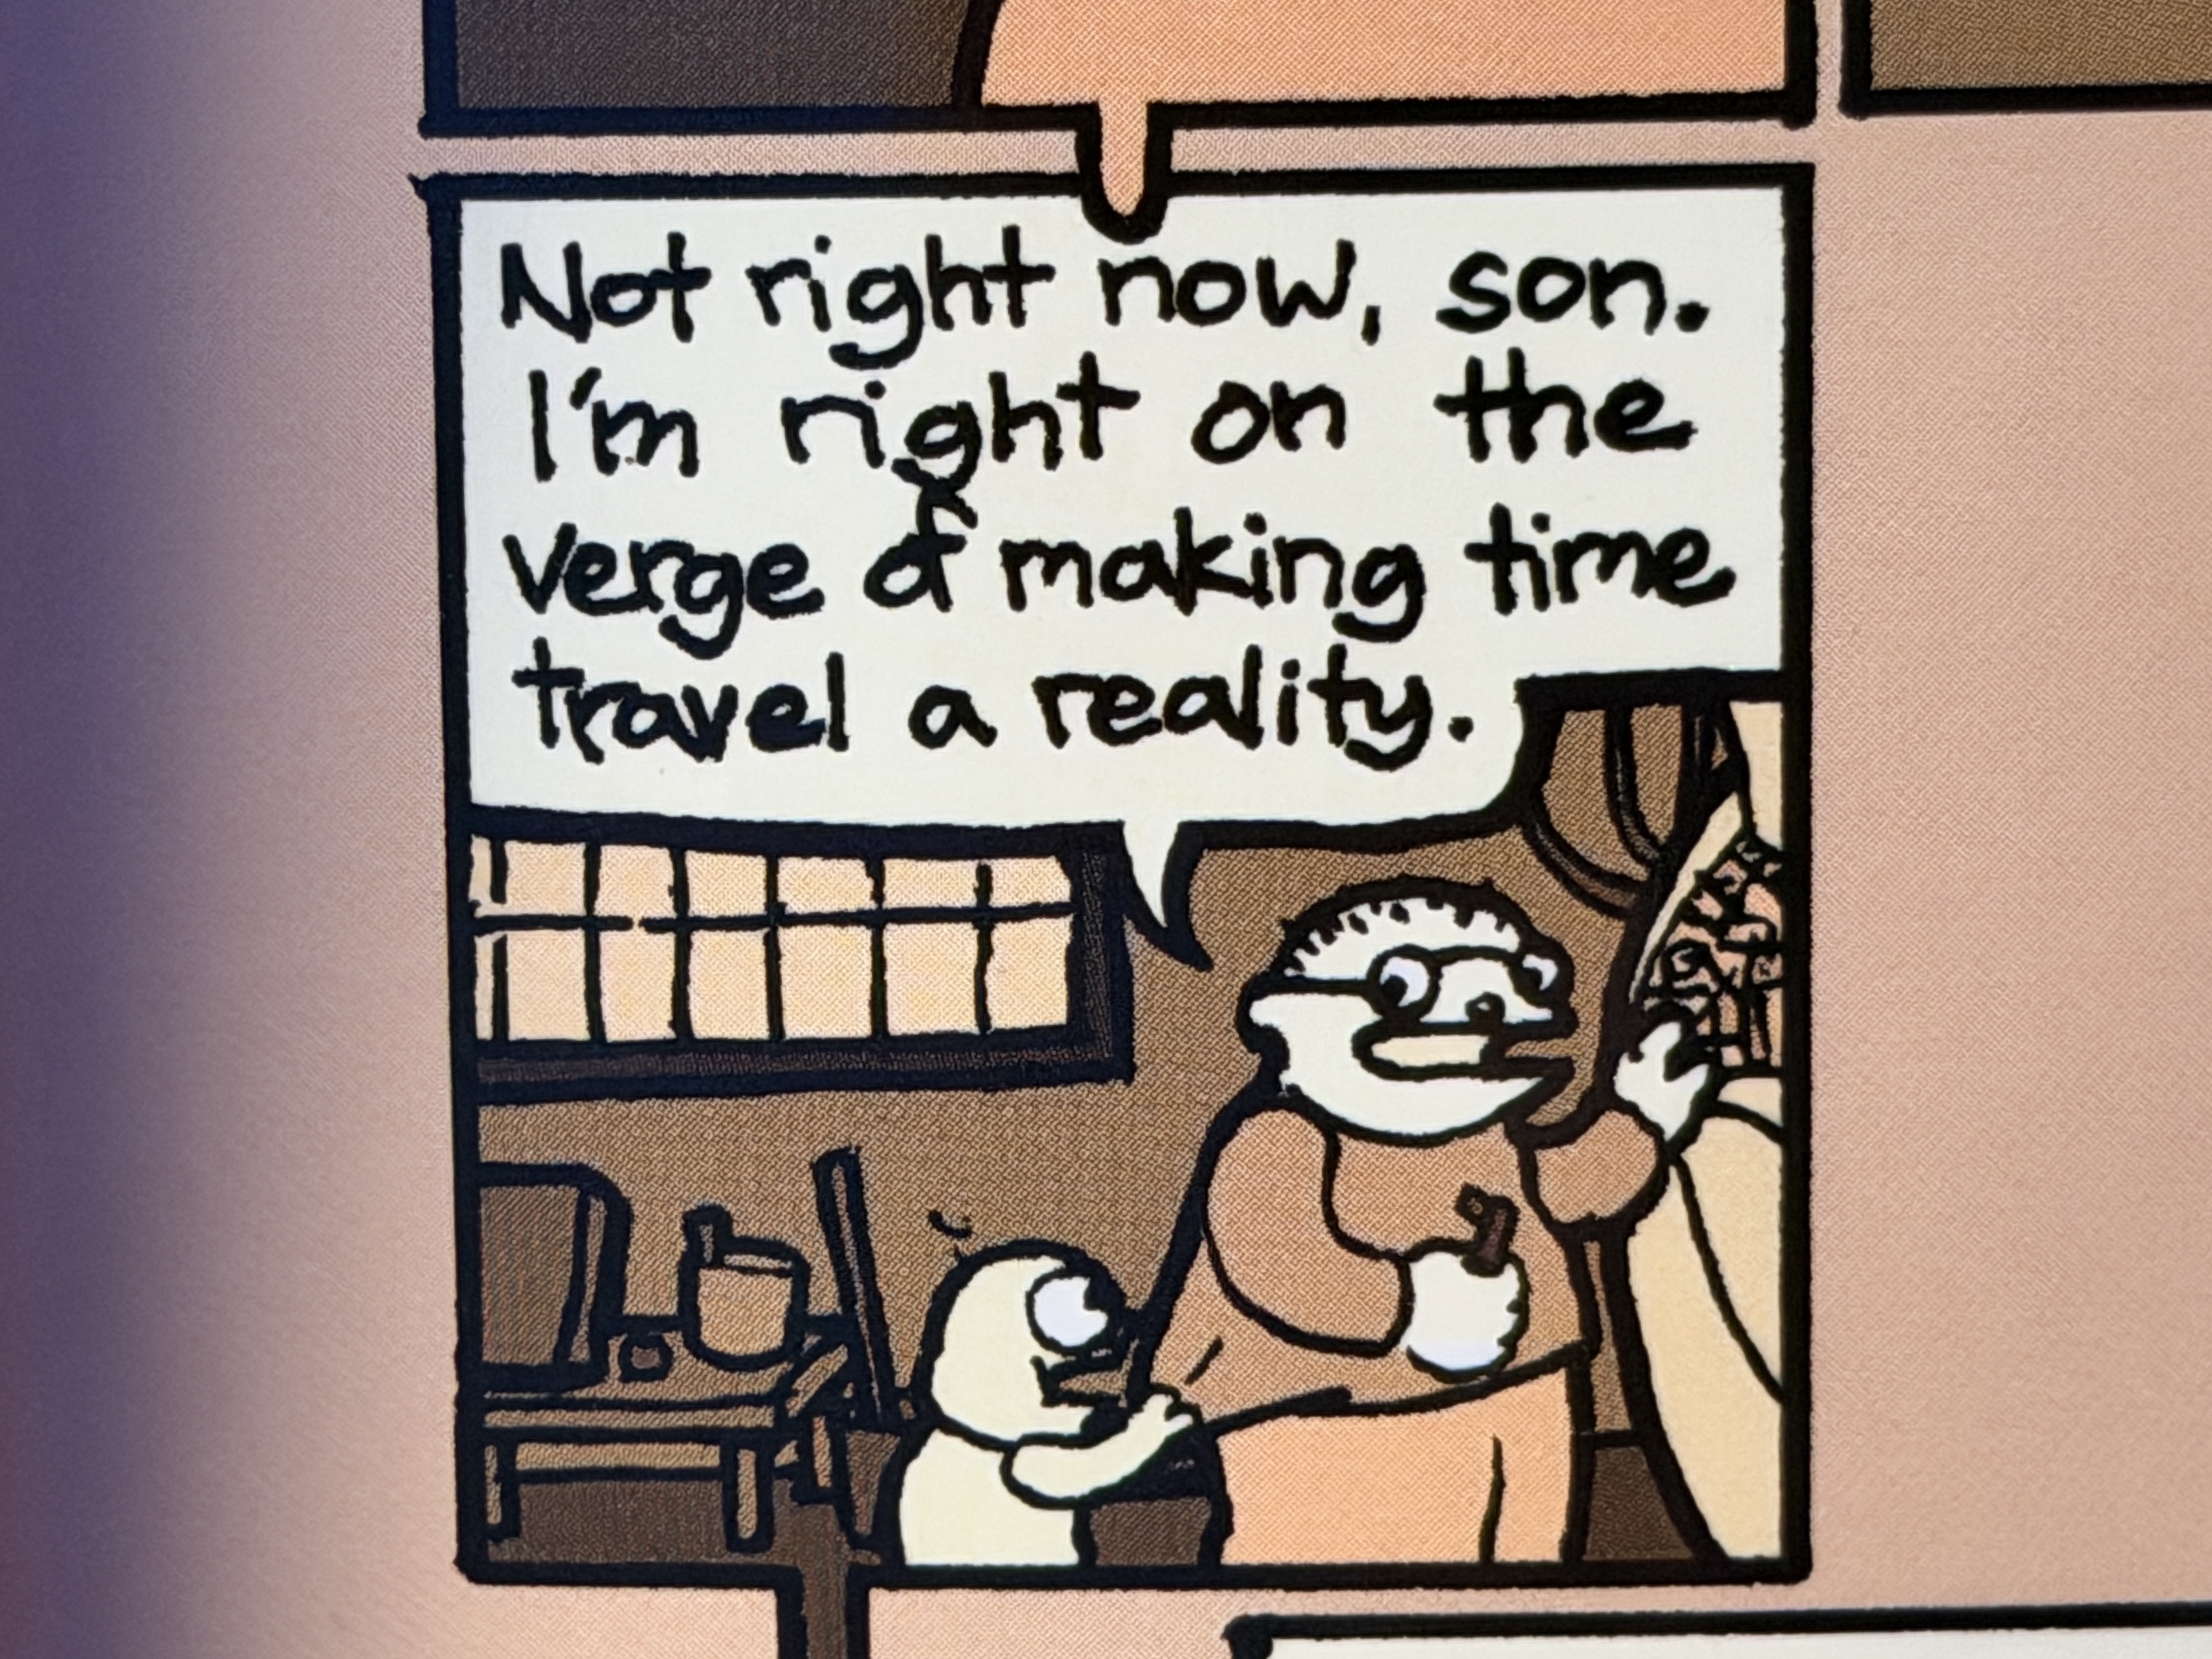 Not right now, son.
I'm right on the
verge of making time
travel a reality.